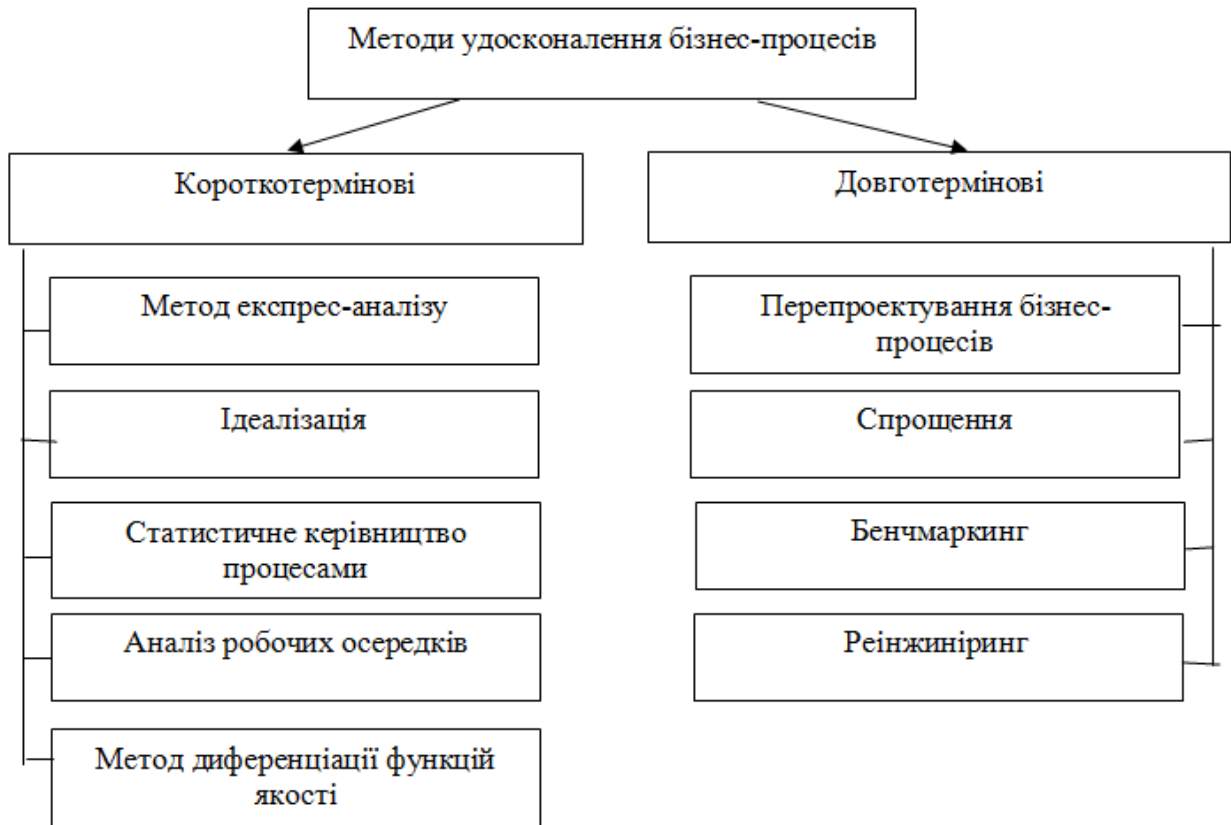 Методи удосконалення бізнес-процесів
Короткотермінові
Довготермінові
Метод експрес-аналізу
Ідеалізація
Статистичне керівництво
процесами
Аналіз робочих осередків
Метод диференціації функцій
якості
Перепроектування бізнес-
процесів
Спрощення
Бенчмаркинг
Реінжиніринг